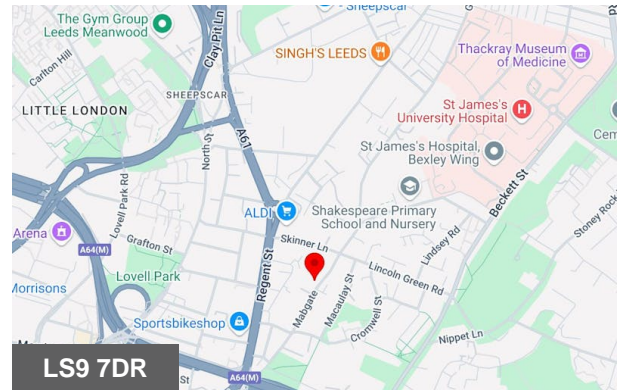 The Gym Group
Leeds Meanwood
Clay Pit Ln
Sheepscar
SINGH'S LEEDS
Thackray Museum
of Medicine
Carlton Hill
SHEEPSCAR
LITTLE LONDON
North St
A61
St James's
University Hospital
H
Cem
St James's Hospital,
Bexley Wing
Beckett St
Stoney Rock
Lovell Park Rd
ALDI
Shakespeare Primary
School and Nursery
Arena
Grafton St
A64(M)
Skinner Ln
Lindsey Rd
Lovell Park
Regent St
Lincoln Green Rd
Morrisons
Mabgate
Macaulay St
Cromwell St
Sportsbikeshop
Nippet Ln
A64(M)
LS9 7DR